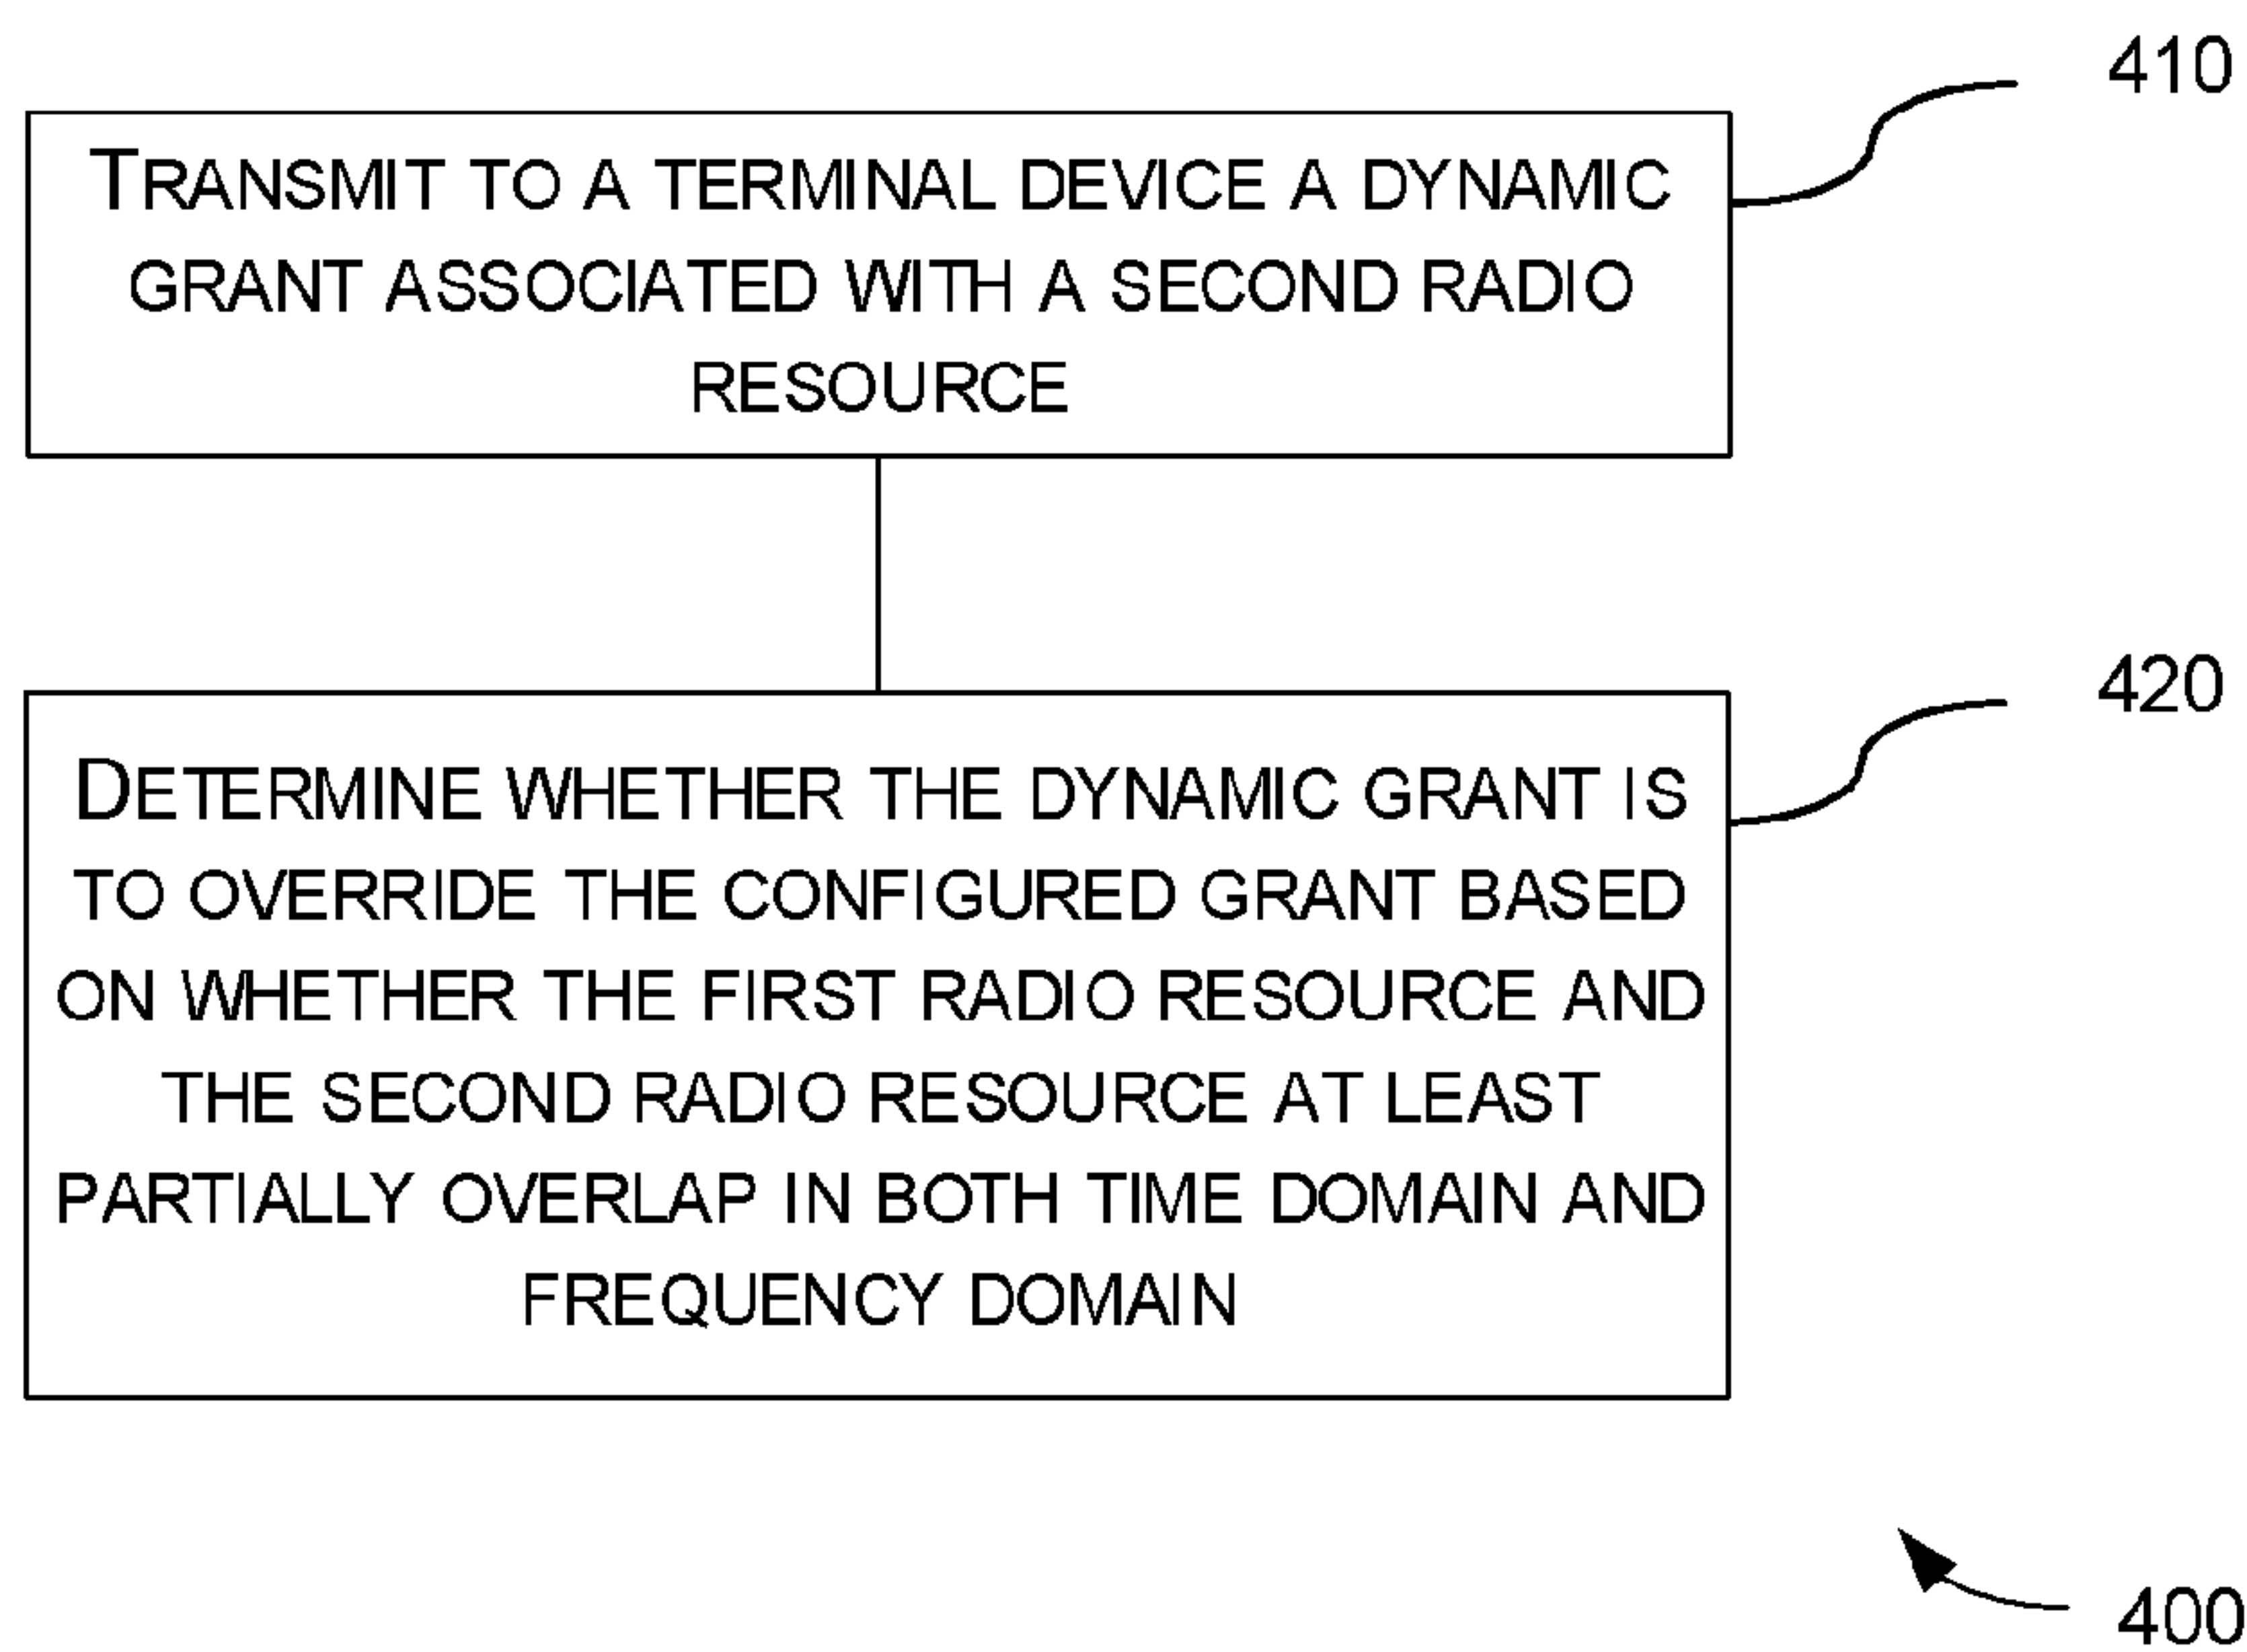 410
TRANSMIT TO A TERMINAL DEVICE A DYNAMIC
GRANT ASSOCIATED WITH A SECOND RADIO
RESOURCE
420
DETERMINE WHETHER THE DYNAMIC GRANT IS
TO OVERRIDE THE CONFIGURED GRANT BASED
ON WHETHER THE FIRST RADIO RESOURCE AND
THE SECOND RADIO RESOURCE AT LEAST
PARTIALLY OVERLAP IN BOTH TIME DOMAIN AND
FREQUENCY DOMAIN
400